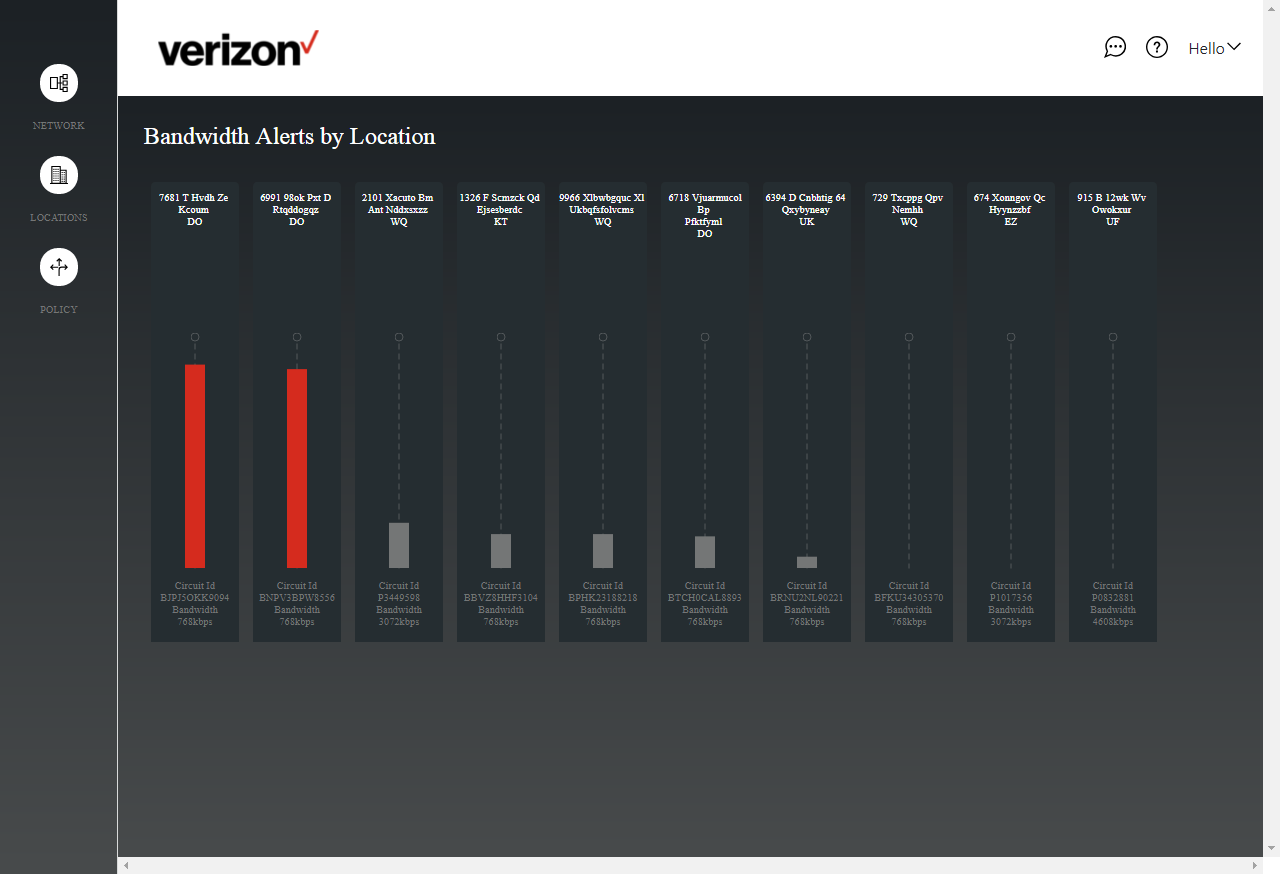 verizon
Hello
NETWORK
LOCATIONS
POLICY
Bandwidth Alerts by Location
7681 T Hvdh Ze
Kcoum
DO
Circuit Id
BJPJ5OKK9094
Bandwidth
768kbps
6991 98ok Pxt D
Rtqddogqz
DO
Circuit Id
BNPV3BPW8556
Bandwidth
768kbps
2101 Xacuto Bm
Ant Nddxsxzz
WQ
Circuit Id
P3449598
Bandwidth
3072kbps
1326 F Scmzck Qd
Ejsesberdc
KT
Circuit Id
BBVZ8HHF3104
Bandwidth
768kbps
9966 Xlbwbgquc Xl
Ukbqfsfolvcms
WQ
Circuit Id
BPHK23188218
Bandwidth
768kbps
6718 Vjuarmucol
Bp
Pfktfyml
DO
Circuit Id
BTCH0CAL8893
Bandwidth
768kbps
6394 D Cnbhtig 64
Qxybyneay
UK
Circuit Id
BRNU2NL90221
Bandwidth
768kbps
729 Txcppg Qpv
Nemhh
WQ
Circuit Id
BFKU34305370
Bandwidth
768kbps
674 Xonngov Qc
Hyynzzbf
EZ
Circuit Id
P1017356
Bandwidth
3072kbps
915 B 12wk Wv
Owokxur
UF
Circuit Id
P0832881
Bandwidth
4608kbps